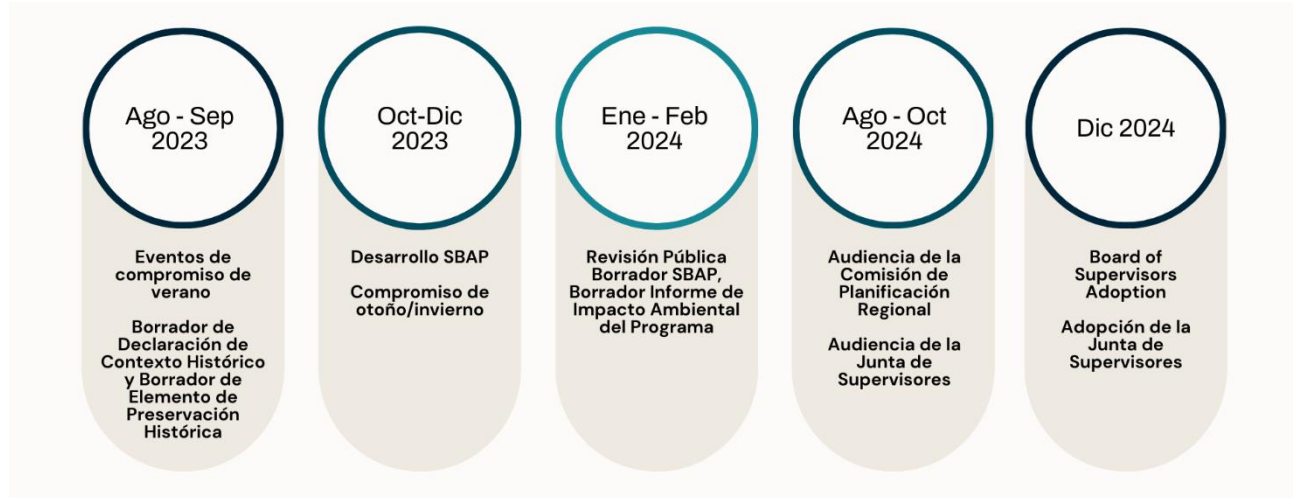 Ago - Sep
2023
Eventos de
compromiso de
verano
Borrador de
Declaración de
Contexto Histórico
y Borrador de
Elemento de
Preservación
Histórica
Oct-Dic
2023
Desarrollo SBAP
Compromiso de
otoño/invierno
Ene - Feb
2024
Revisión Pública
Borrador SBAP,
Borrador Informe de
Impacto Ambiental
del Programa
Ago - Oct
2024
Audiencia de la
Comisión de
Planificación
Regional
Audiencia de la
Junta de
Supervisores
Dic 2024
Board of
Supervisors
Adoption
Adopción de la
Junta de
Supervisores